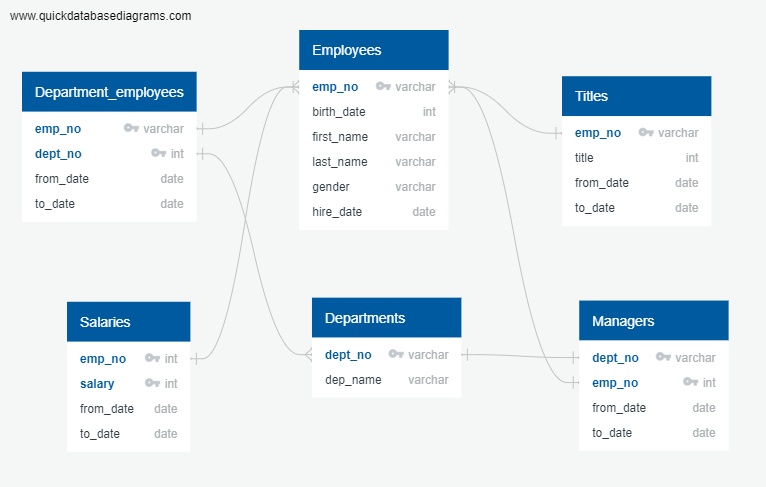 www.quickdatabasediagrams.com
Department_employees
emp_no varchar
dept_no int
from_date date
to_date date
Employees
emp_no varchar
birth_date int
first_name varchar
last_name varchar
gender varchar
hire_date date
Titles
emp_no varchar
title int
from_date date
to_date date
Salaries
emp_no int
salary int
from_date date
to_date date
Departments
dept_no varchar
dep_name varchar
Managers
dept_no varchar
emp_no int
from_date date
to_date date